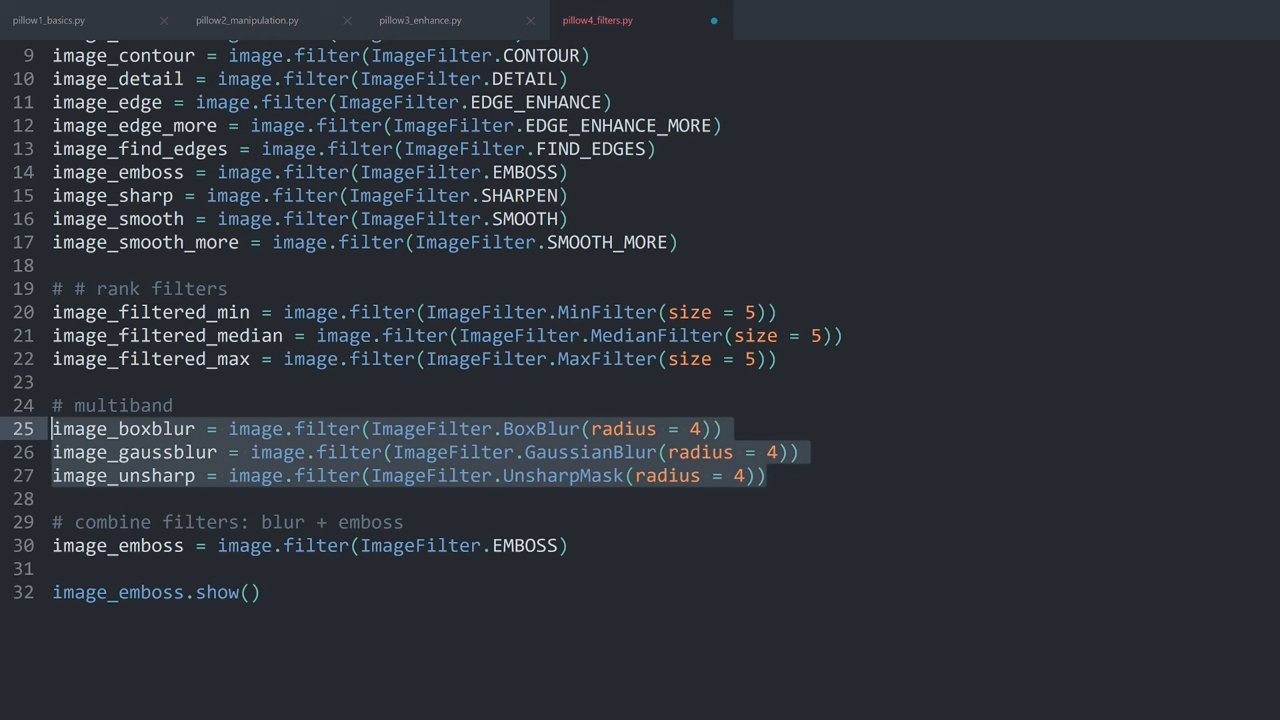 pillow1_basics.py
pillow2_manipulation.py
pillow3_enhance.py
pillow4_filters.py
9 image_contour = image.filter(ImageFilter.CONTOUR)
10 image_detail = image.filter(ImageFilter.DETAIL)
11 image_edge = image.filter(ImageFilter.EDGE_ENHANCE)
12 image_edge_more = image.filter(ImageFilter.EDGE_ENHANCE_MORE)
13 image_find_edges = image.filter(ImageFilter.FIND_EDGES)
14 image_emboss = image.filter(ImageFilter.EMBOSS)
15 image_sharp = image.filter(ImageFilter.SHARPEN)
16 image_smooth = image.filter(ImageFilter.SMOOTH)
17 image_smooth_more = image.filter(ImageFilter.SMOOTH_MORE)
18
19 # # rank filters
20 image_filtered_min = image.filter(ImageFilter.MinFilter(size = 5))
21 image_filtered_median = image.filter(ImageFilter.MedianFilter(size = 5))
22 image_filtered_max = image.filter(ImageFilter.MaxFilter(size = 5))
23
24 # multiband
25 image_boxblur = image.filter(ImageFilter.BoxBlur(radius = 4))
26 image_gaussblur = image.filter(ImageFilter.GaussianBlur(radius = 4))
27 image_unsharp = image.filter(ImageFilter.UnsharpMask(radius = 4))
28
29 # combine filters: blur + emboss
30 image_emboss = image.filter(ImageFilter.EMBOSS)
31
32 image_emboss.show()